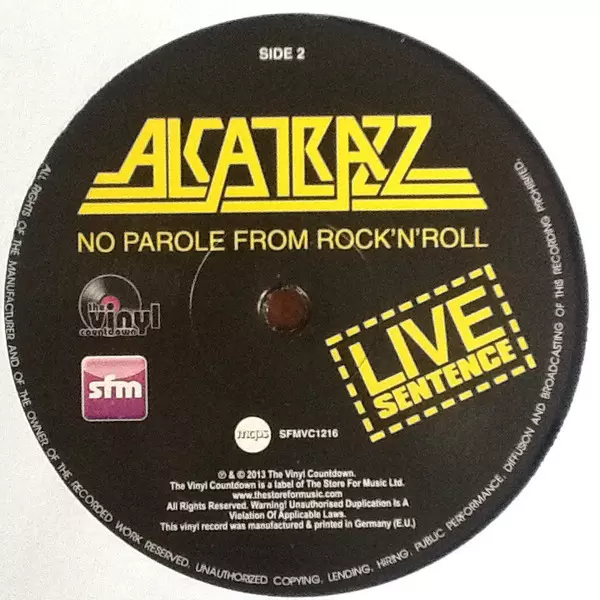 SIDE 2
ALCATRAZZ
NO PAROLE FROM ROCK'N'ROLL
the
vinyl
countdown
LIVE
SENTENCE
sfm
mcps
SFMVC1216
℗ & © 2013 The Vinyl Countdown.
The Vinyl Countdown is a label of The Store For Music Ltd.
www.thestoreformusic.com
All Rights Reserved. Warning! Unauthorised Duplication Is A
Violation Of Applicable Laws.
This vinyl record was manufactured & printed in Germany (E.U.)
ALL RIGHTS OF THE MANUFACTURER AND OF THE OWNER OF THE RECORDED WORK RESERVED. UNAUTHORIZED COPYING, LENDING, HIRING, PUBLIC PERFORMANCE, DIFFUSION AND BROADCASTING OF THIS RECORDING PROHIBITED.